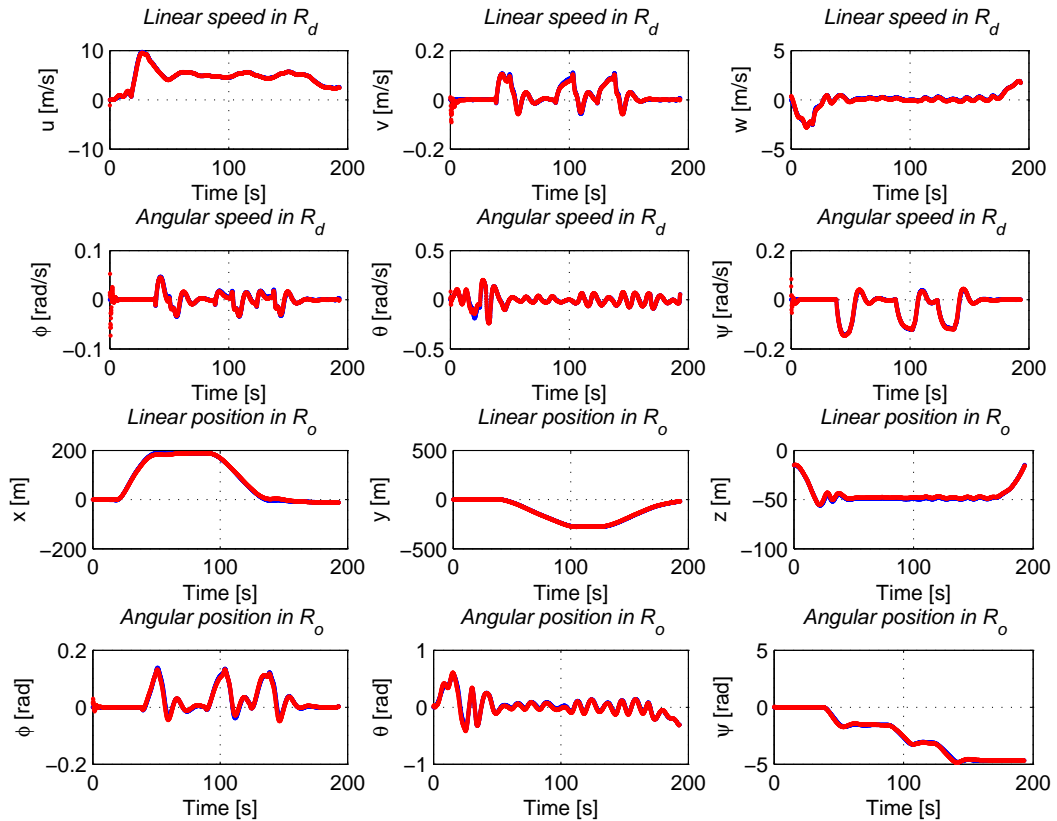 Linear speed in R_d
Linear speed in R_d
Linear speed in R_d
u [m/s]
10
0
−10
0
100
200
Time [s]
v [m/s]
0.2
0
0.2
0
100
200
Time [s]
w [m/s]
5
0
−5
0
100
200
Time [s]
Angular speed in R_d
Angular speed in R_d
Angular speed in R_d
ϕ [rad/s]
0.1
0
−0.1
0
100
200
Time [s]
θ [rad/s]
0.5
0
−0.5
0
100
200
Time [s]
ψ [rad/s]
0.2
0
−0.2
0
100
200
Time [s]
Linear position in R_o
Linear position in R_o
Linear position in R_o
x [m]
200
0
−200
0
100
200
Time [s]
y [m]
500
0
−500
0
100
200
Time [s]
z [m]
0
−50
−100
0
100
200
Time [s]
Angular position in R_o
Angular position in R_o
Angular position in R_o
ϕ [rad]
0.2
0
−0.2
0
100
200
Time [s]
θ [rad]
1
0
−1
0
100
200
Time [s]
ψ [rad]
5
0
−5
0
100
200
Time [s]